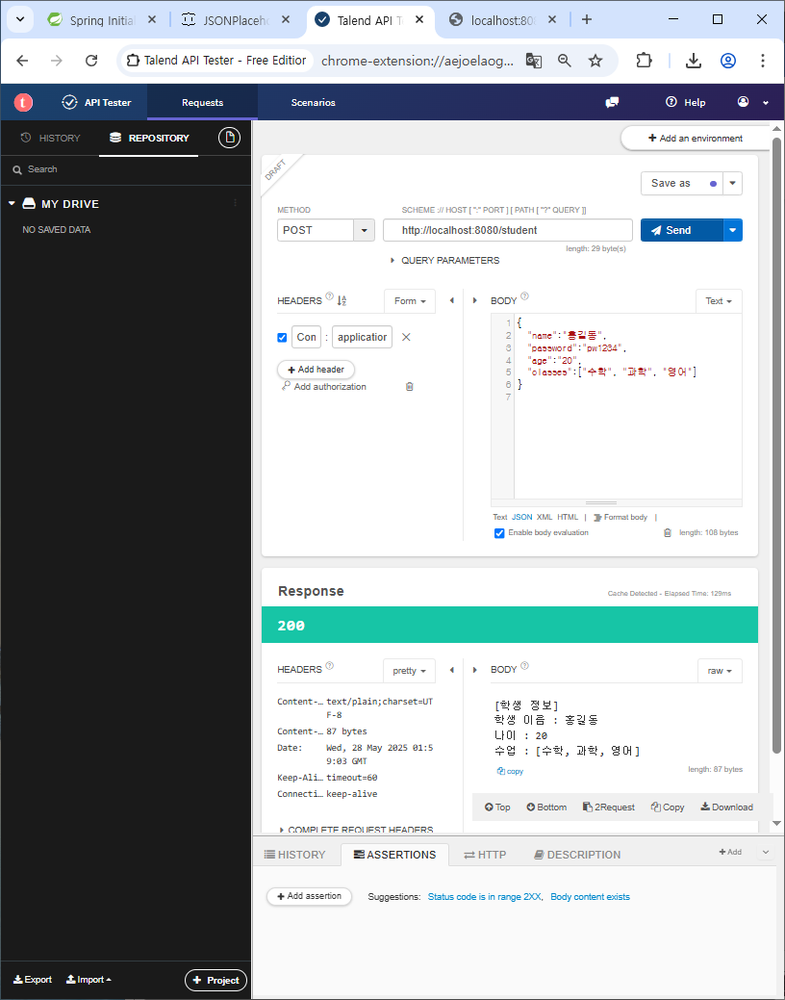 Spring Initial
JSONPlaceho
Talend API T
localhost:808
Talend API Tester - Free Edition
chrome-extension://aejoelaog...
t
API Tester
Requests
Scenarios
Help
HISTORY
REPOSITORY
Search
MY DRIVE
NO SAVED DATA
Add an environment
DRAFT
Save as
METHOD
SCHEME :// HOST [ ":" PORT ] [ PATH [ "?" QUERY ]]
POST
http://localhost:8080/student
Send
length: 29 byte(s)
QUERY PARAMETERS
HEADERS
Form
BODY
Text
Con : application
Add header
Add authorization
1 {
2 "name":"홍길동",
3 "password":"pw1234",
4 "age":"20",
5 "classes":["수학", "과학", "영어"]
6 }
7
Text JSON XML HTML | Format body |
Enable body evaluation
length: 108 bytes
Response
Cache Detected - Elapsed Time: 129ms
200
HEADERS
pretty
BODY
raw
Content-… text/plain;charset=UT
F-8
Content-… 87 bytes
Date: Wed, 28 May 2025 01:5
9:03 GMT
Keep-Ali… timeout=60
Connecti… keep-alive
[학생 정보]
학생 이름 : 홍길동
나이 : 20
수업 : [수학, 과학, 영어]
copy
length: 87 bytes
Top
Bottom
2Request
Copy
Download
COMPLETE REQUEST HEADERS
HISTORY
ASSERTIONS
HTTP
DESCRIPTION
Add
Add assertion
Suggestions: Status code is in range 2XX, Body content exists
Export
Import
Project